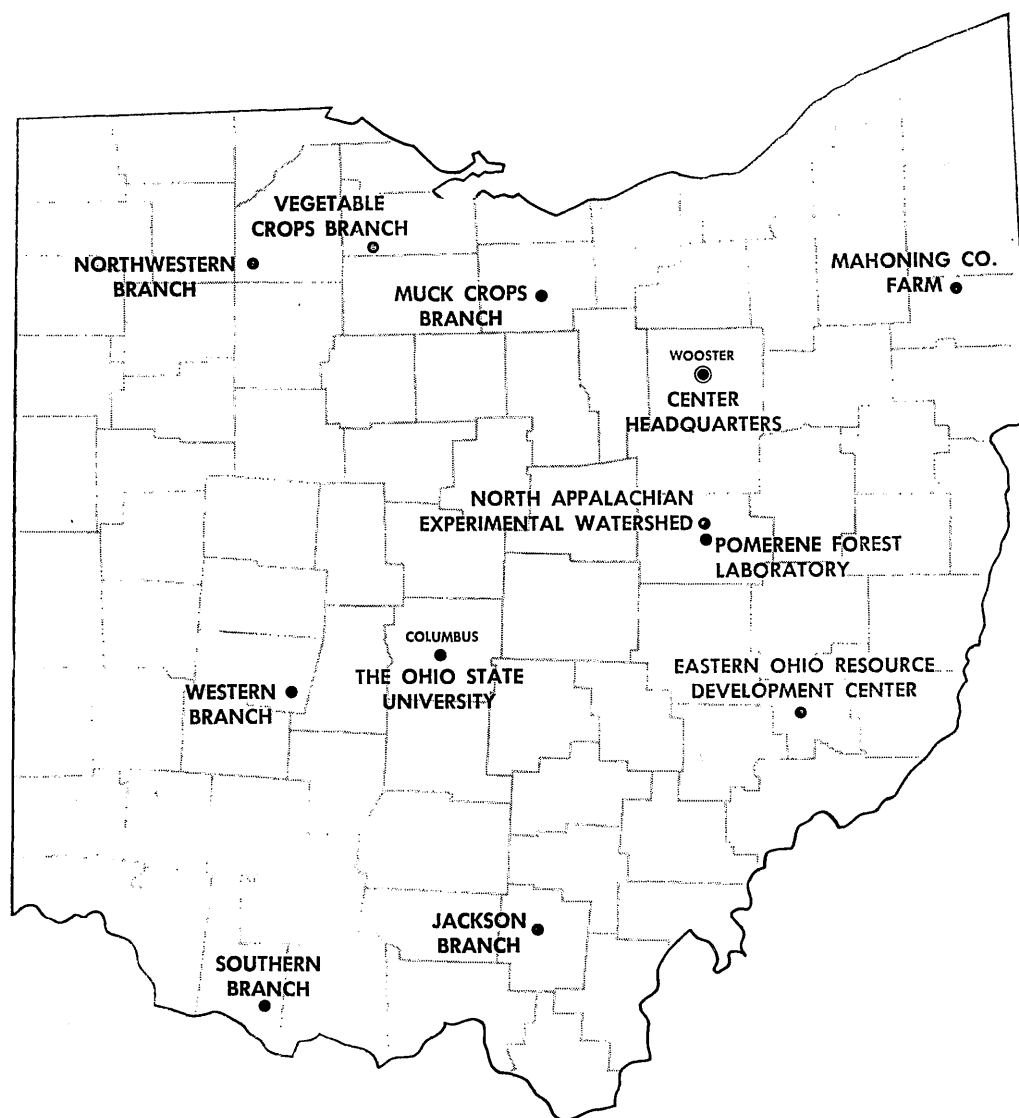 VEGETABLE
CROPS BRANCH
NORTHWESTERN
BRANCH
MAHONING CO.
FARM
MUCK CROPS
BRANCH
WOOSTER
CENTER
HEADQUARTERS
NORTH APPALACHIAN
EXPERIMENTAL WATERSHED
POMERENE FOREST
LABORATORY
COLUMBUS
THE OHIO STATE
UNIVERSITY
EASTERN OHIO RESOURCE
DEVELOPMENT CENTER
WESTERN
BRANCH
JACKSON
BRANCH
SOUTHERN
BRANCH